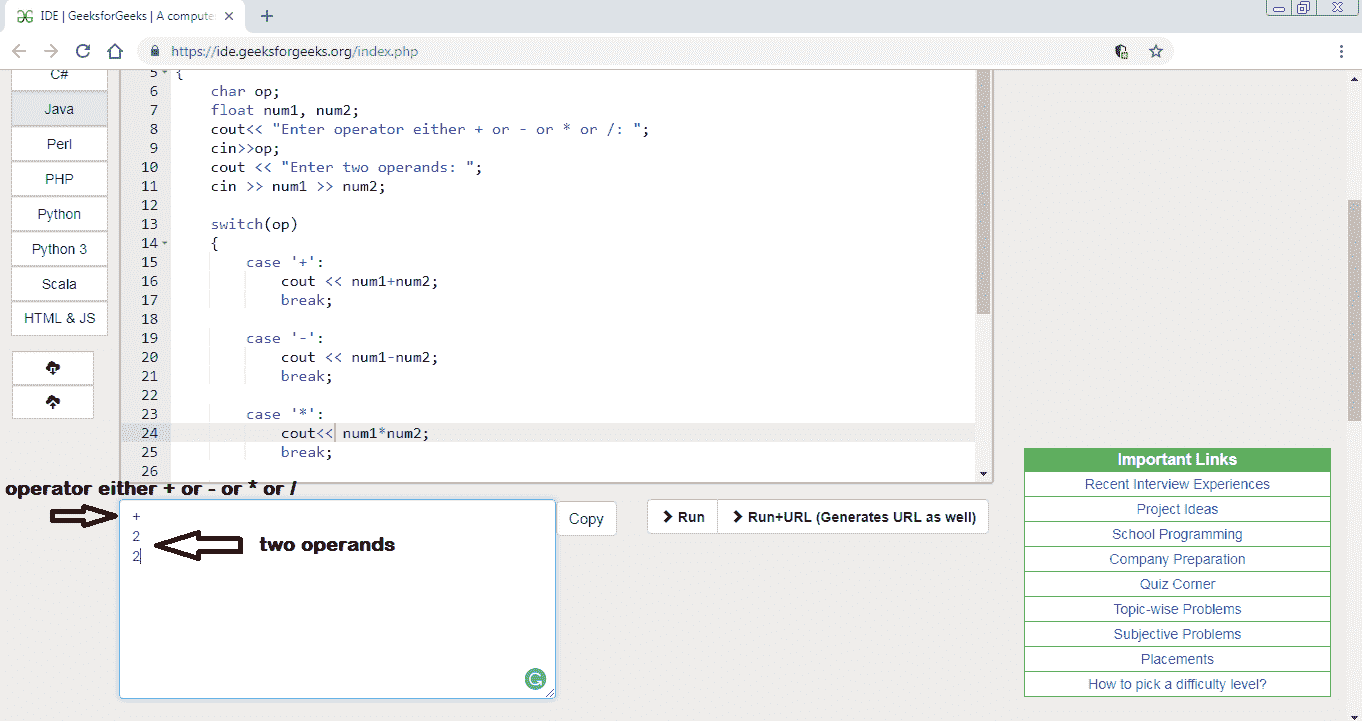 IDE | GeeksforGeeks | A compute
https://ide.geeksforgeeks.org/index.php
C#
Java
Perl
PHP
Python
Python 3
Scala
HTML & JS
5 {
6 char op;
7 float num1, num2;
8 cout<< "Enter operator either + or - or * or /: ";
9 cin>>op;
10 cout << "Enter two operands: ";
11 cin >> num1 >> num2;
12
13 switch(op)
14 {
15 case '+':
16 cout << num1+num2;
17 break;
18
19 case '-':
20 cout << num1-num2;
21 break;
22
23 case '*':
24 cout<< num1*num2;
25 break;
26
operator either + or - or * or /
+
2
2
two operands
Copy
Run
Run+URL (Generates URL as well)
Important Links
Recent Interview Experiences
Project Ideas
School Programming
Company Preparation
Quiz Corner
Topic-wise Problems
Subjective Problems
Placements
How to pick a difficulty level?